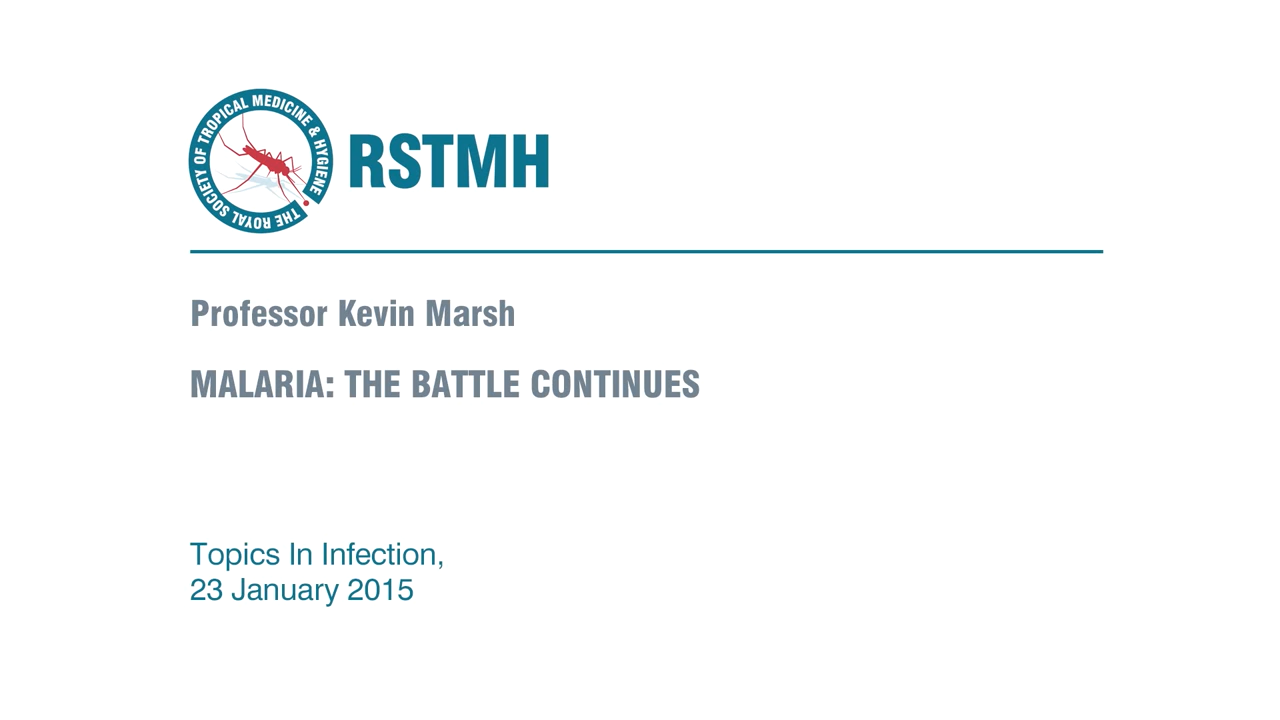 THE ROYAL SOCIETY OF TROPICAL MEDICINE & HYGIENE
RSTMH
Professor Kevin Marsh
MALARIA: THE BATTLE CONTINUES
Topics In Infection,
23 January 2015